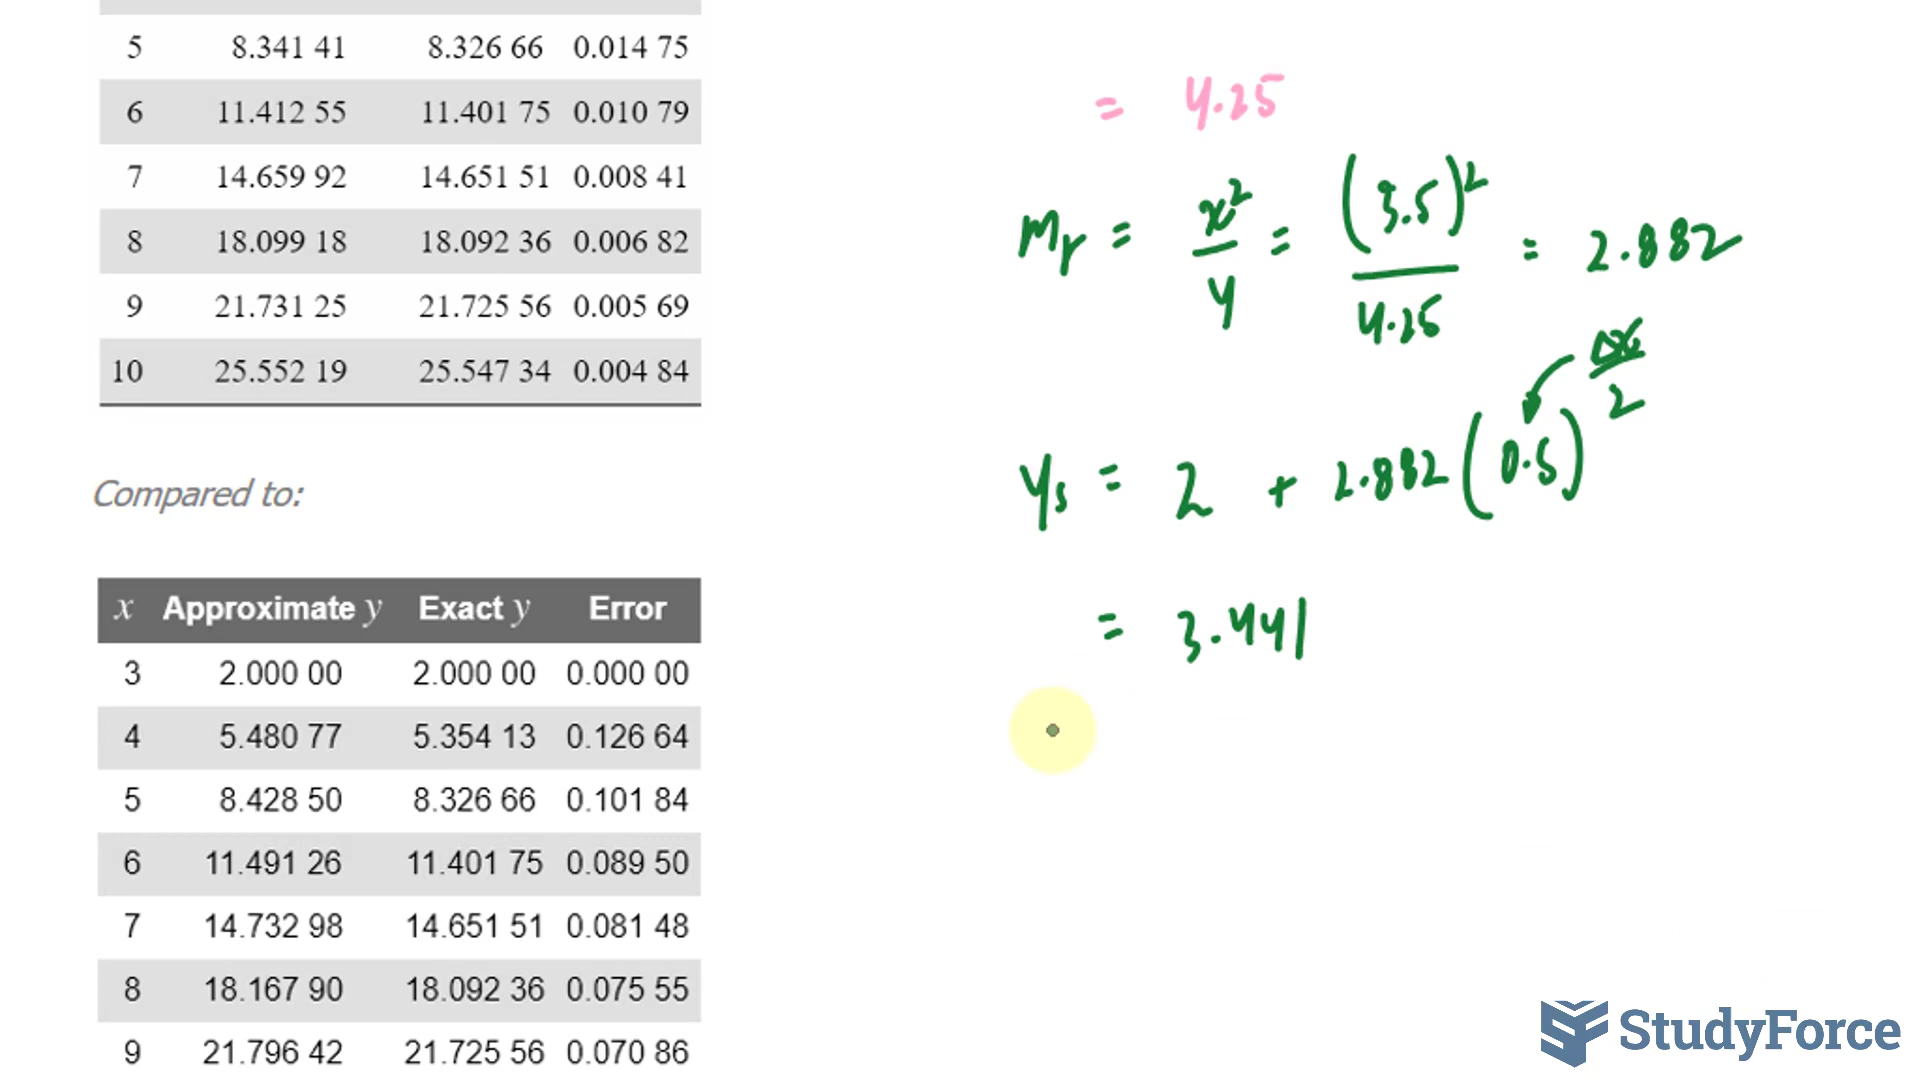 5 8.341 41 8.326 66 0.014 75
6 11.412 55 11.401 75 0.010 79
7 14.659 92 14.651 51 0.008 41
8 18.099 18 18.092 36 0.006 82
9 21.731 25 21.725 56 0.005 69
10 25.552 19 25.547 34 0.004 84
Compared to:
x Approximate y Exact y Error
3 2.000 00 2.000 00 0.000 00
4 5.480 77 5.354 13 0.126 64
5 8.428 50 8.326 66 0.101 84
6 11.491 26 11.401 75 0.089 50
7 14.732 98 14.651 51 0.081 48
8 18.167 90 18.092 36 0.075 55
9 21.796 42 21.725 56 0.070 86
= 4.25
mᵣ = x²/y = (3.5)²/4.25 = 2.882
Δx/2
yₛ = 2 + 2.882 (0.5)
= 3.441
StudyForce